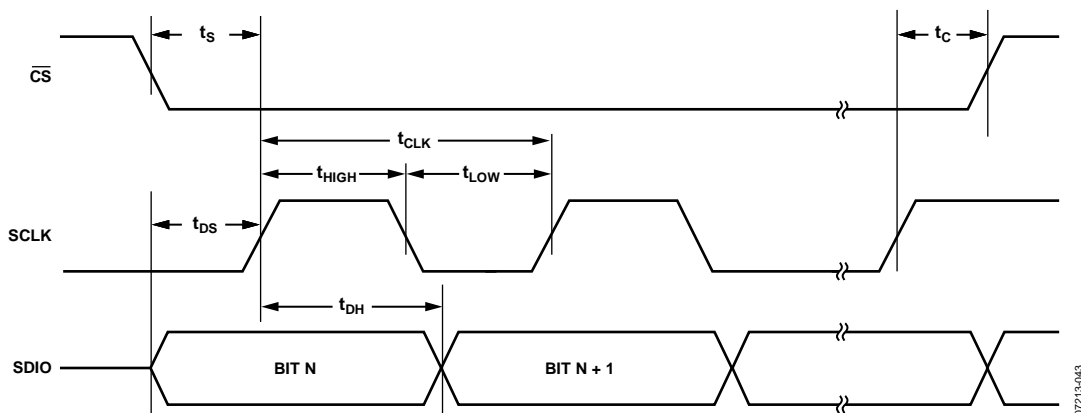 tS
tC
CS
tCLK
tHIGH
tLOW
tDS
SCLK
tDH
SDIO
BIT N
BIT N + 1
07213-043